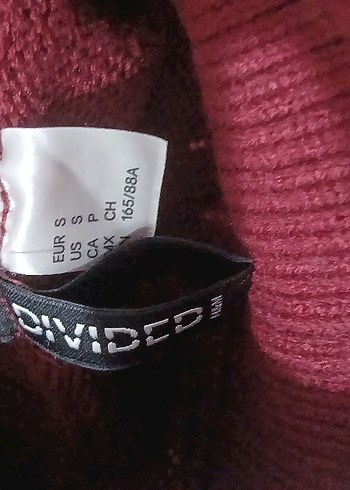 EUR S
US S
CA P
MX CH
165/88A
DIVIDED
H&M